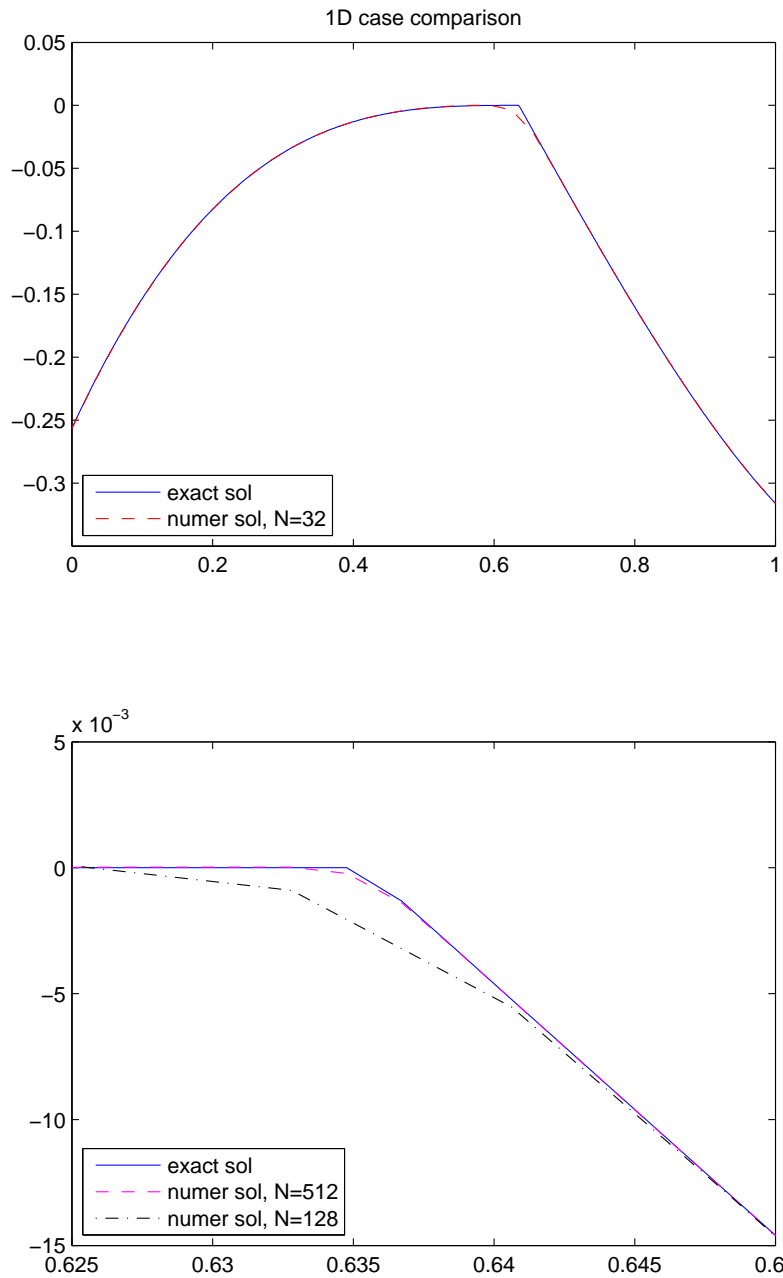 1D case comparison
0.05
0
−0.05
−0.1
−0.15
−0.2
−0.25
−0.3
exact sol
numer sol, N=32
0 0.2 0.4 0.6 0.8 1
x 10−3
5
0
−5
−10
−15
exact sol
numer sol, N=512
numer sol, N=128
0.625 0.63 0.635 0.64 0.645 0.6